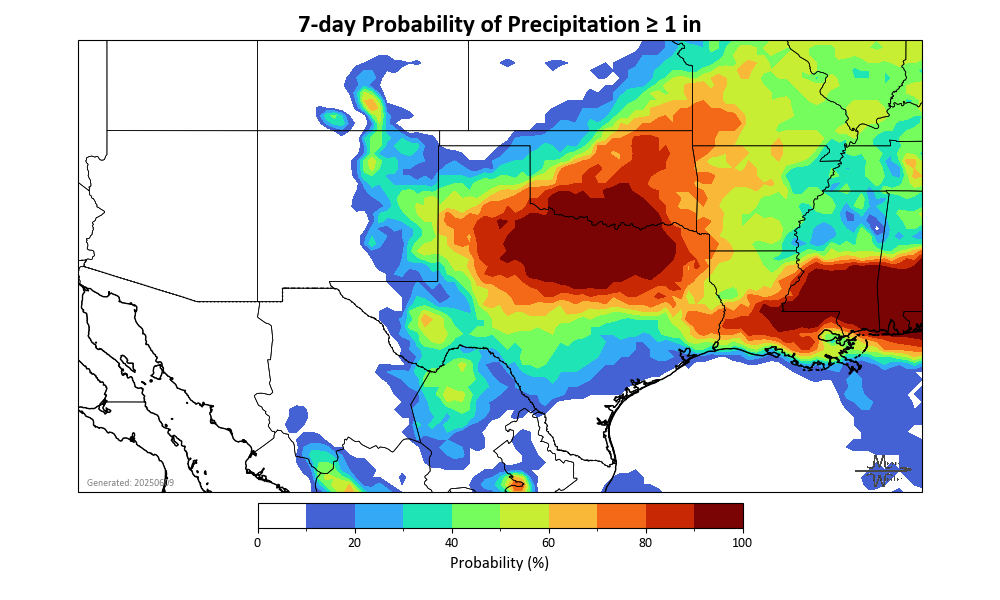 7-day Probability of Precipitation ≥ 1 in
Generated: 20250609
0 20 40 60 80 100
Probability (%)